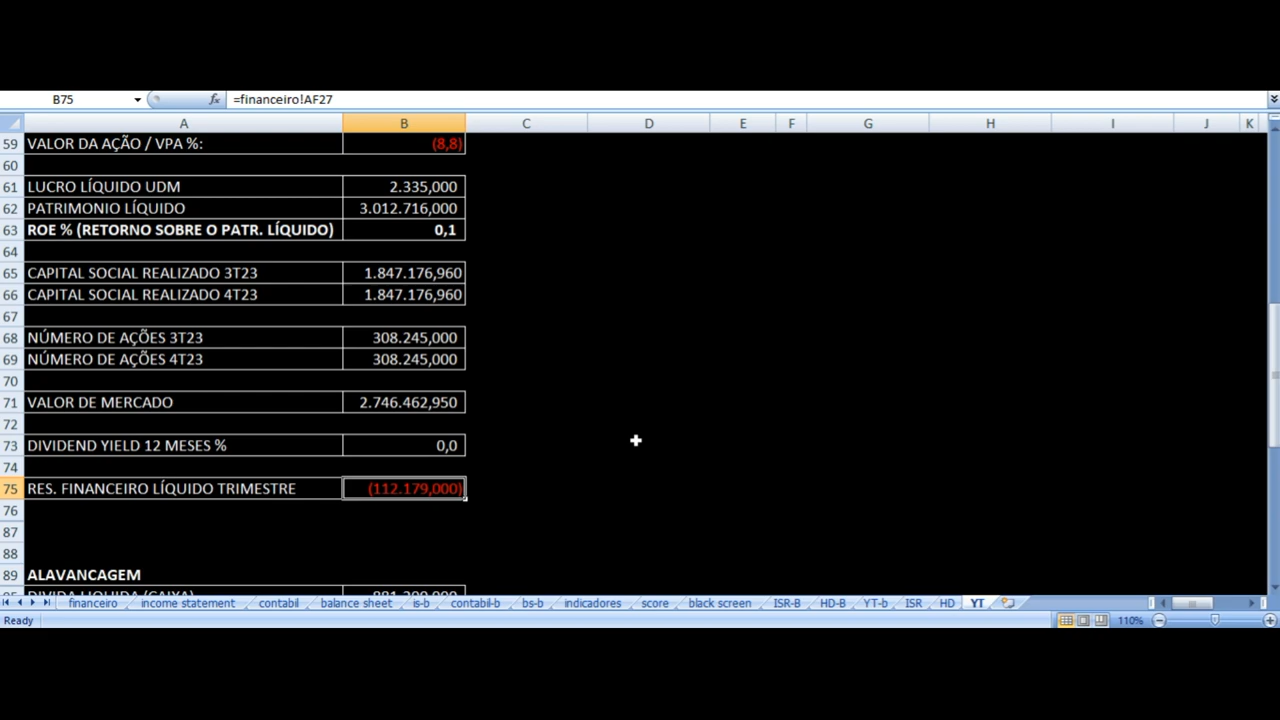 B75 fx =financeiro!AF27
A B C D E F G H I J K
59 VALOR DA AÇÃO / VPA %: (8,8)
60
61 LUCRO LÍQUIDO UDM 2.335,000
62 PATRIMONIO LÍQUIDO 3.012.716,000
63 ROE % (RETORNO SOBRE O PATR. LÍQUIDO) 0,1
64
65 CAPITAL SOCIAL REALIZADO 3T23 1.847.176,960
66 CAPITAL SOCIAL REALIZADO 4T23 1.847.176,960
67
68 NÚMERO DE AÇÕES 3T23 308.245,000
69 NÚMERO DE AÇÕES 4T23 308.245,000
70
71 VALOR DE MERCADO 2.746.462,950
72
73 DIVIDEND YIELD 12 MESES % 0,0
74
75 RES. FINANCEIRO LÍQUIDO TRIMESTRE (112.179,000)
76
87
88
89 ALAVANCAGEM
financeiro income statement contabil balance sheet is-b contabil-b bs-b indicadores score black screen ISR-B HD-B YT-b ISR HD YT
Ready 110%